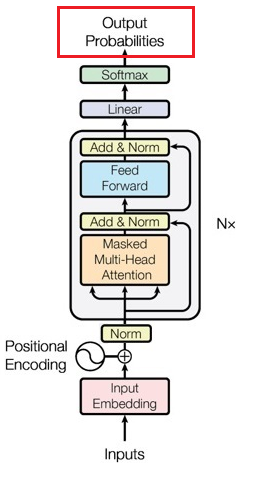 Output
Probabilities
Softmax
Linear
Add & Norm
Feed
Forward
Add & Norm
Masked
Multi-Head
Attention
N×
Norm
Positional
Encoding
Input
Embedding
Inputs